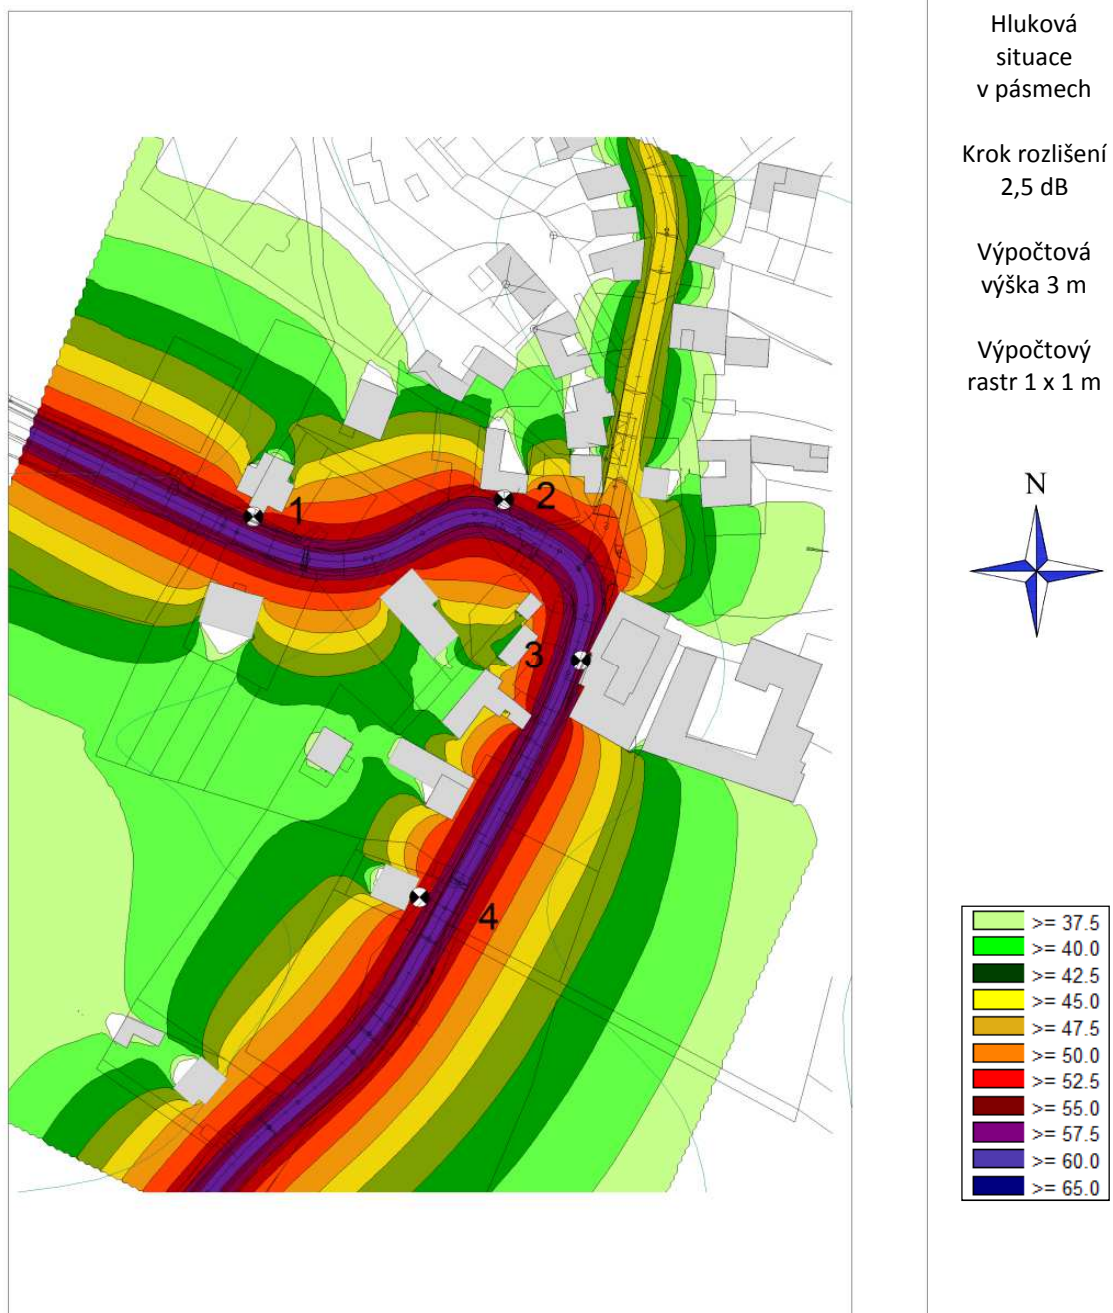 Hluková
situace
v pásmech
Krok rozlišení
2,5 dB
Výpočtová
výška 3 m
Výpočtový
rastr 1 x 1 m
N
1
2
3
4
>= 37.5
>= 40.0
>= 42.5
>= 45.0
>= 47.5
>= 50.0
>= 52.5
>= 55.0
>= 57.5
>= 60.0
>= 65.0